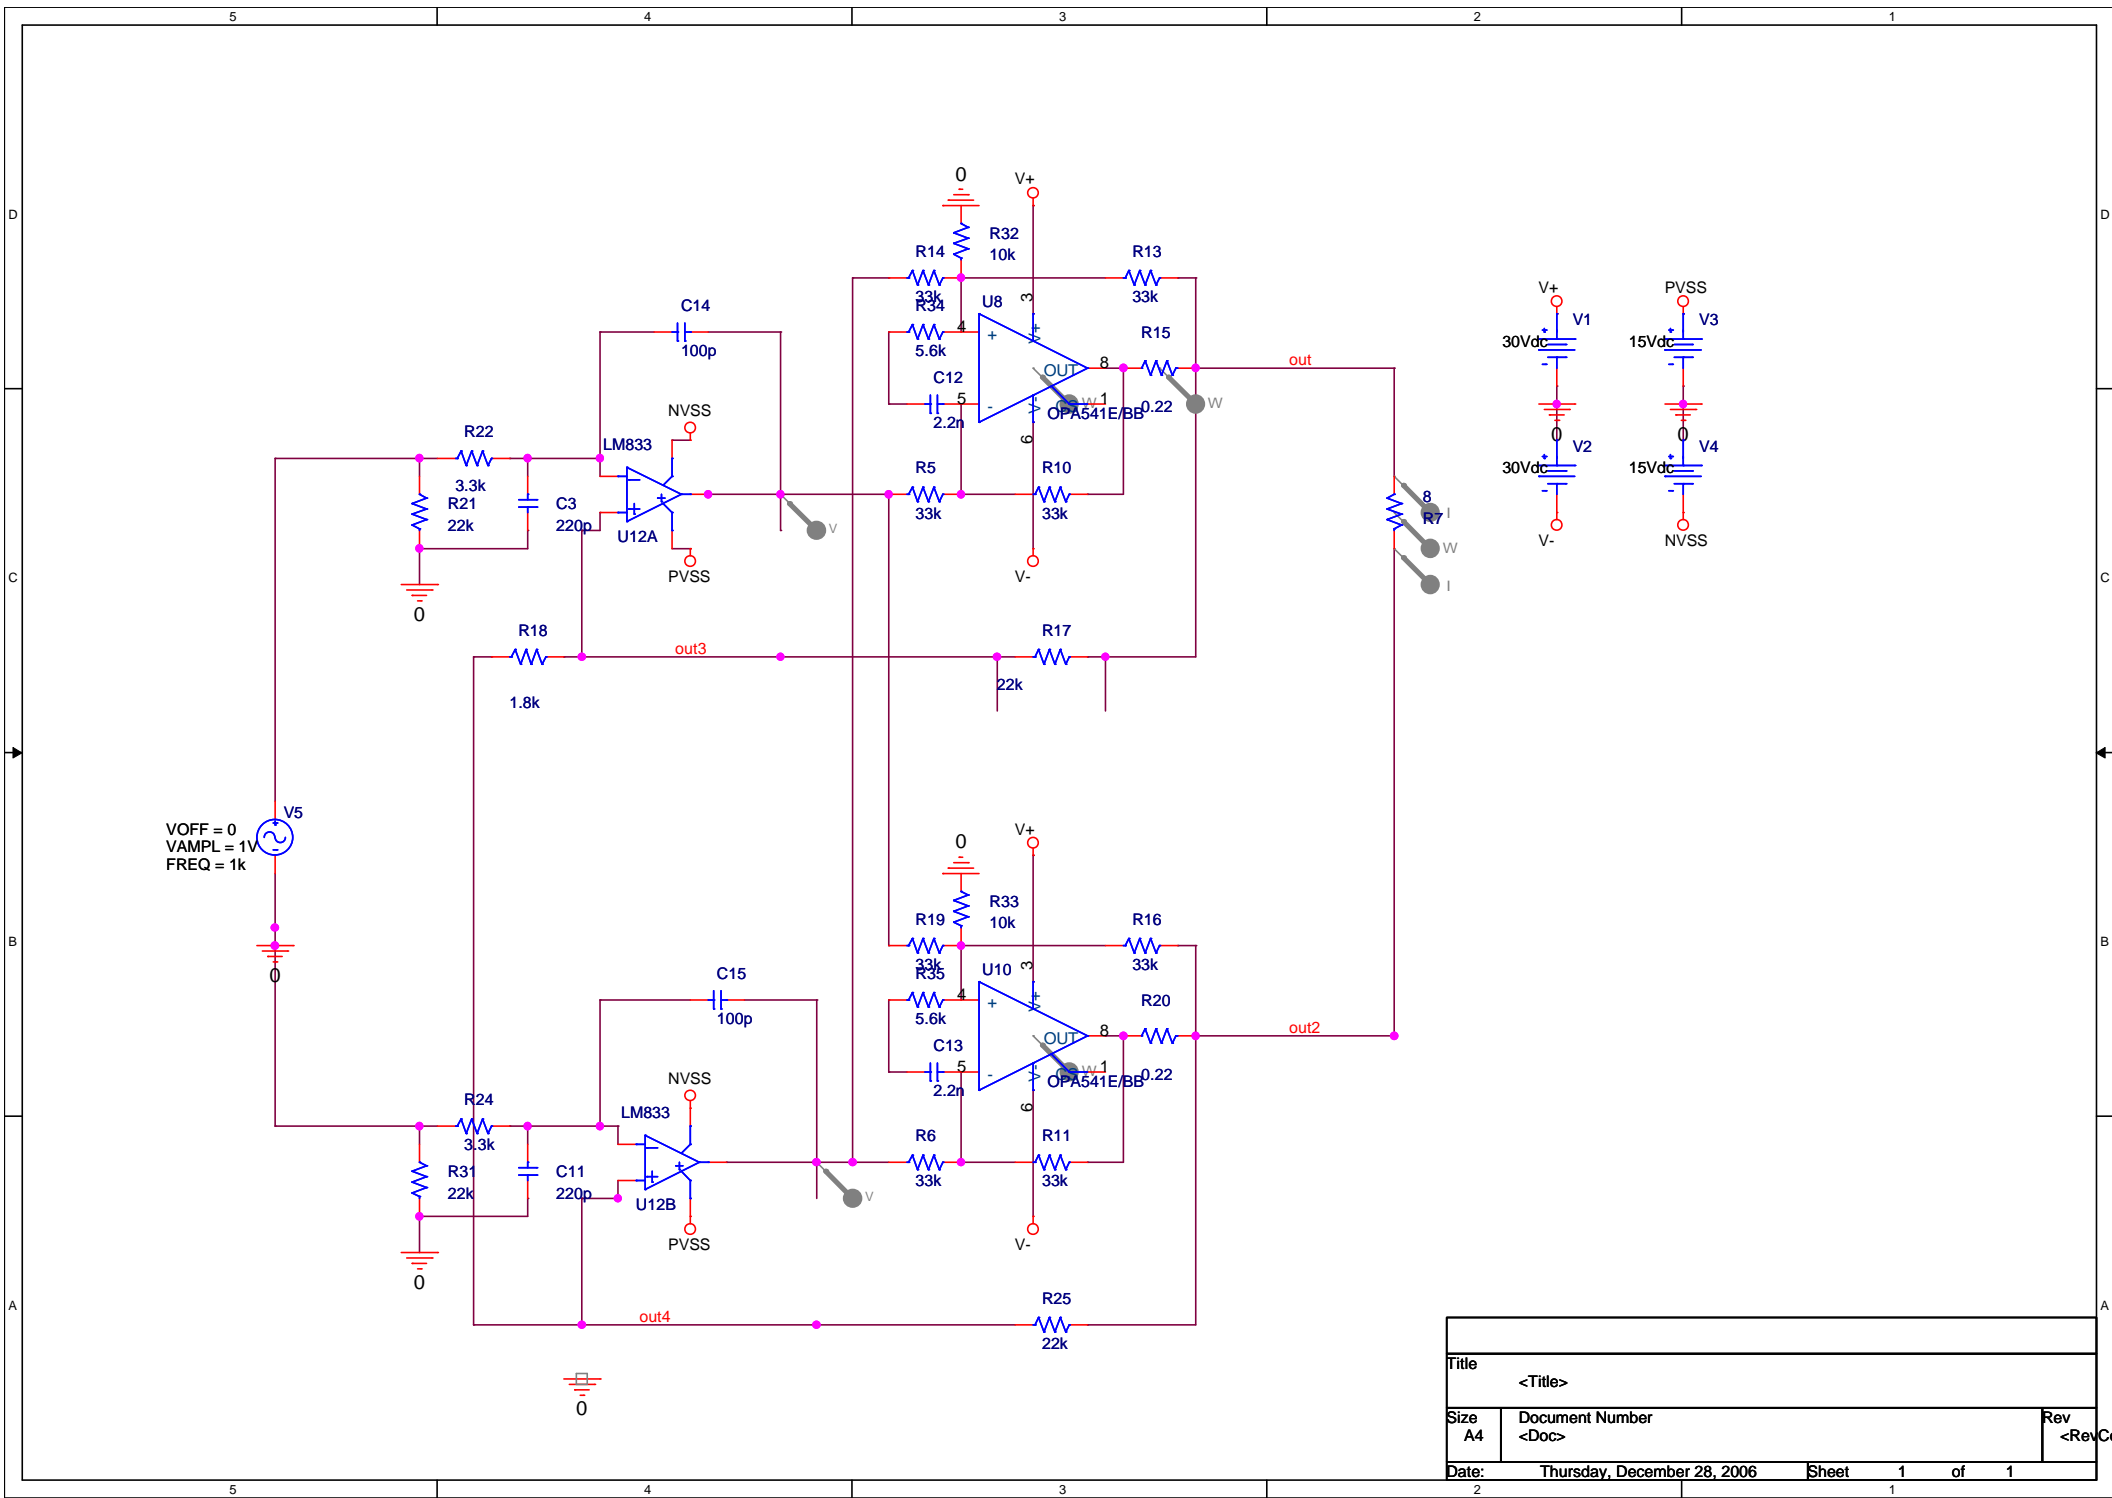 5 4 3 2 1
D D
C C
B B
A A
0
V+
R32
10k
R14
33k
R13
33k
R34
5.6k
U8
4
+
3
V+
C14
100p
R15
0.22
OUT
8
C12
2.2n
5
-
V-
1
W
W
OPA541E/BB
6
out
V+
V1
30Vdc
0
V2
30Vdc
V-
PVSS
V3
15Vdc
0
V4
15Vdc
NVSS
NVSS
LM833
R22
3.3k
R21
22k
C3
220p
U12A
PVSS
0
V
R5
33k
R10
33k
V-
8
R7
I
W
I
R18
1.8k
out3
R17
22k
V5
VOFF = 0
VAMPL = 1V
FREQ = 1k
0
0
V+
R33
10k
R19
33k
R16
33k
R35
5.6k
U10
4
+
3
V+
C15
100p
R20
0.22
OUT
8
C13
2.2n
5
-
V-
1
W
OPA541E/BB
6
out2
NVSS
LM833
R24
3.3k
R31
22k
C11
220p
U12B
PVSS
0
V
R6
33k
R11
33k
V-
out4
R25
22k
0
Title
<Title>
Size
A4
Document Number
<Doc>
Rev
Date: Thursday, December 28, 2006 Sheet 1 of 1
5 4 3 2 1